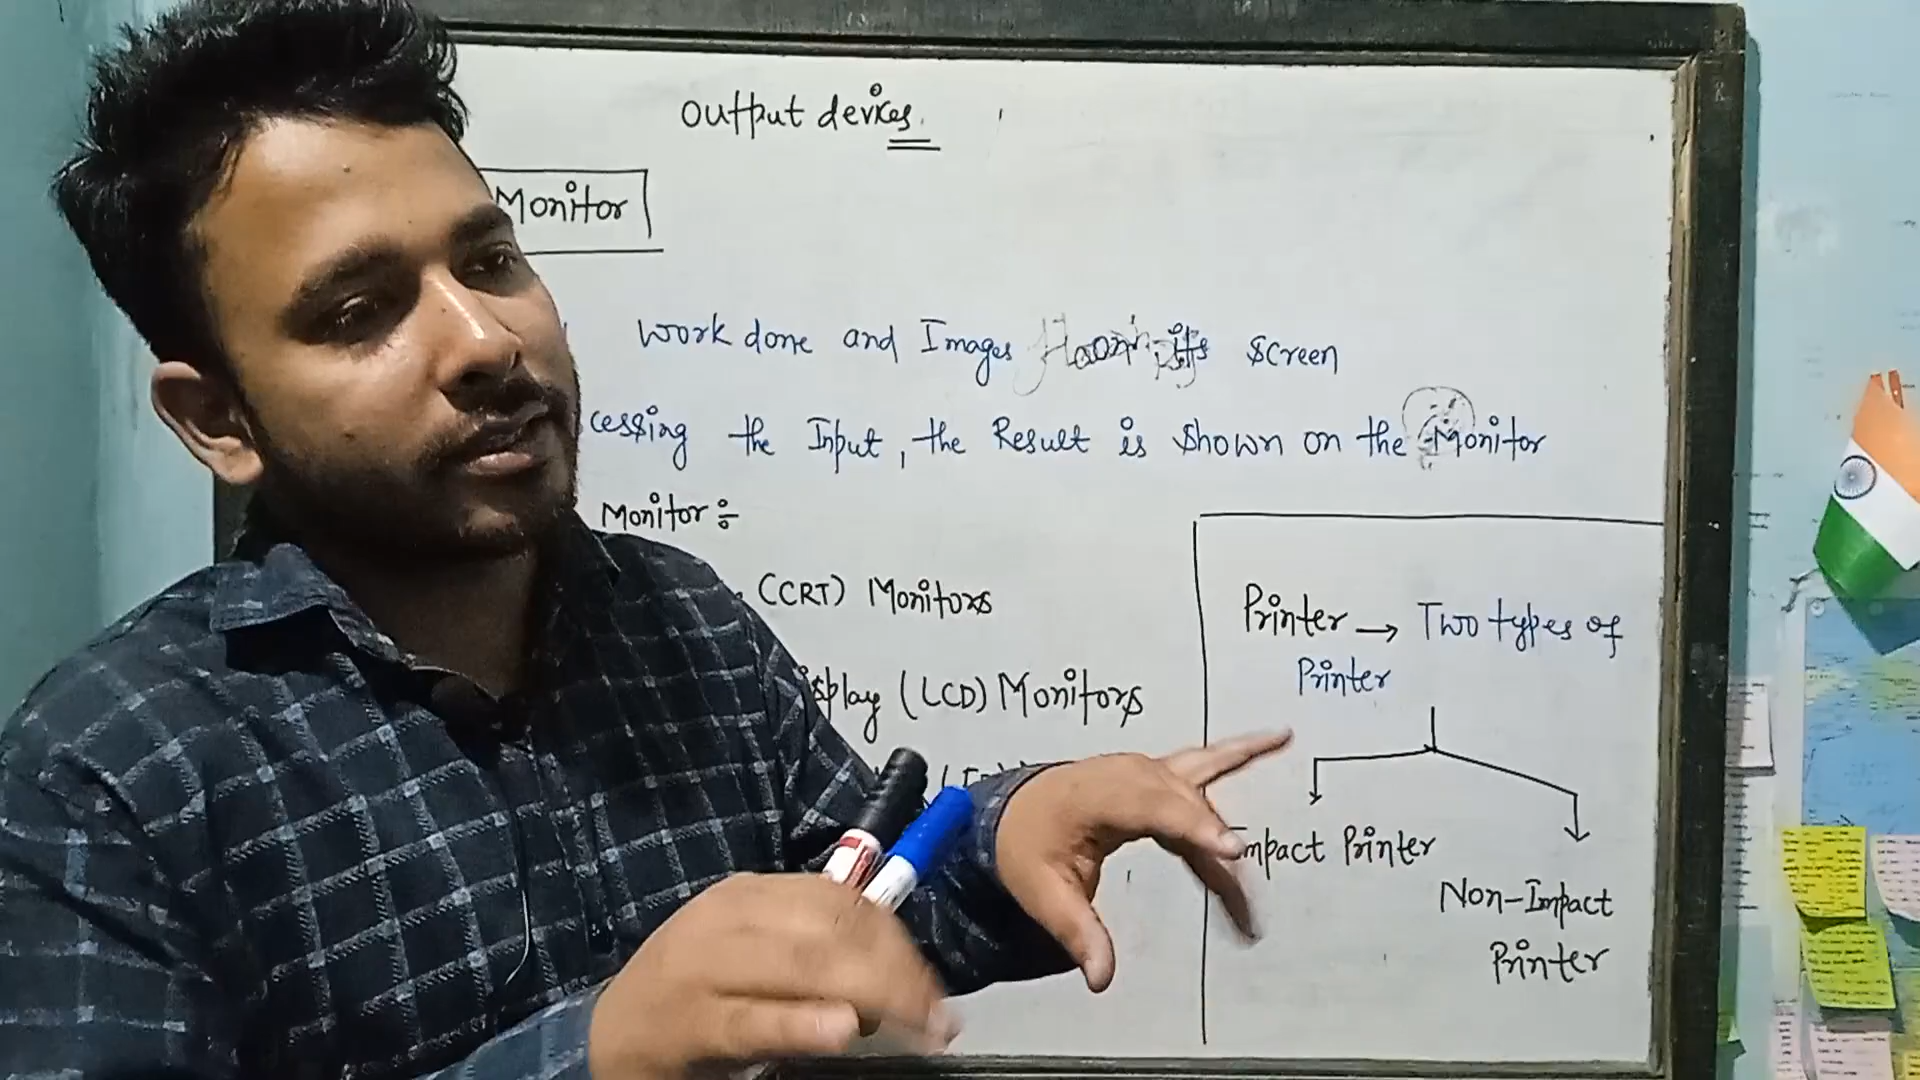 Output devices.
Monitor
Work done and Images its screen
cessing the Input, the Result is shown on the Monitor
Monitor ÷
(CRT) Monitors
isplay (LCD) Monitors
Printer → Two types of
Printer
Impact Printer
Non-Impact
Printer